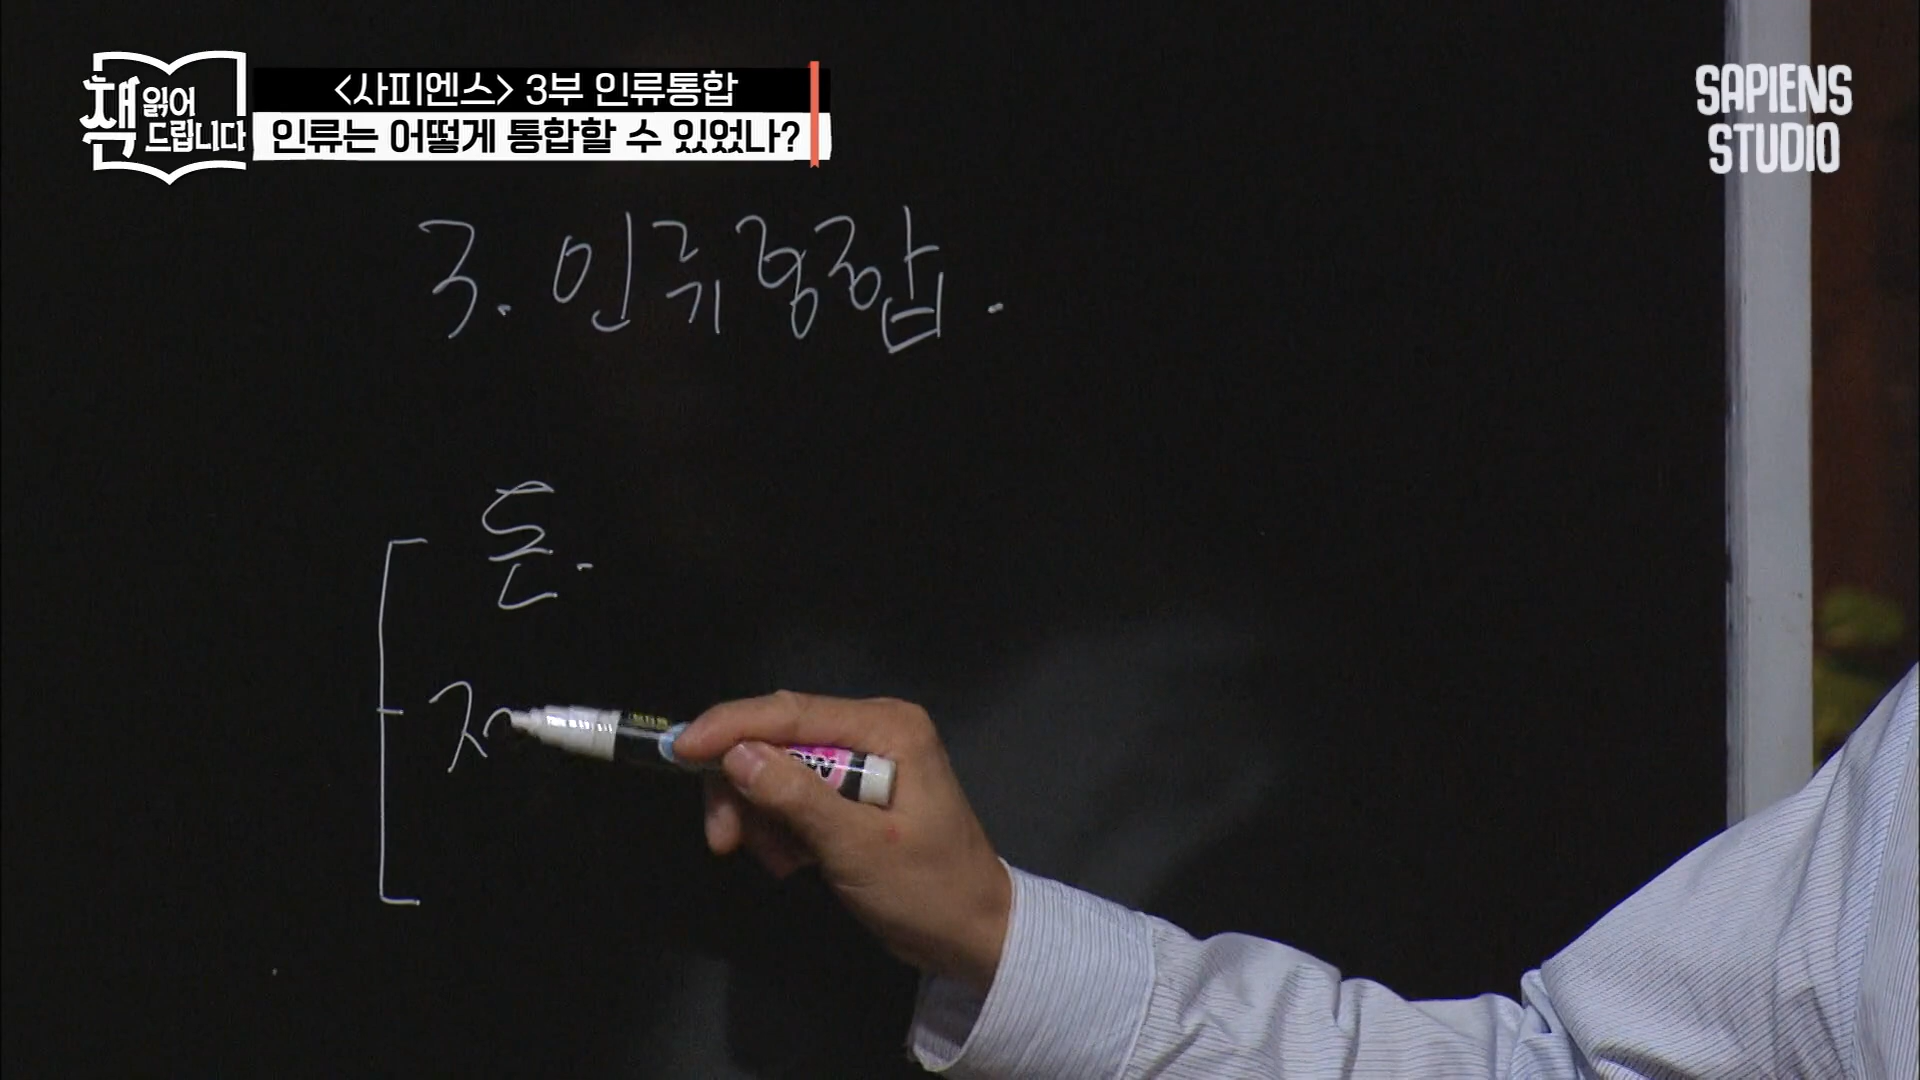 책 읽어
드립니다
<사피엔스> 3부 인류통합
인류는 어떻게 통합할 수 있었나?
SAPIENS
STUDIO
3. 인류통합.
돈.